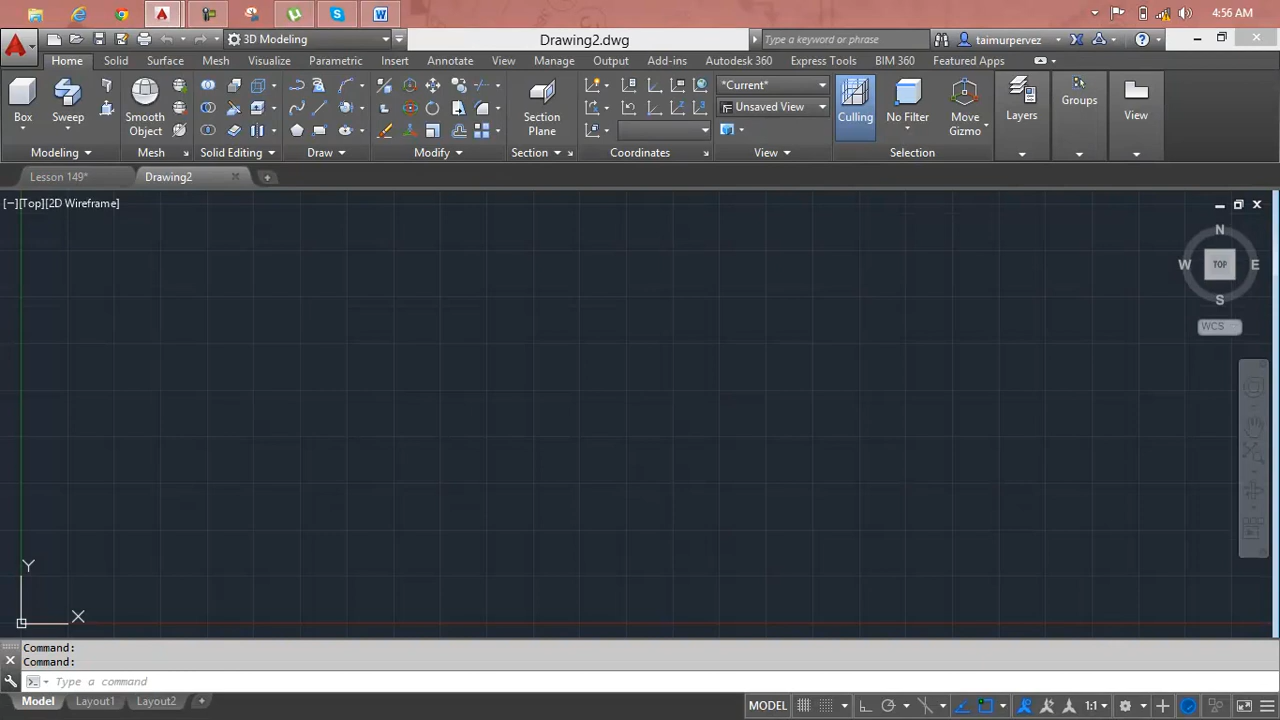 4:56 AM
3D Modeling
Drawing2.dwg
Type a keyword or phrase
taimurpervez
Home Solid Surface Mesh Visualize Parametric Insert Annotate View Manage Output Add-ins Autodesk 360 Express Tools BIM 360 Featured Apps
Box Sweep Smooth Object Section Plane *Current* Unsaved View Culling No Filter Move Gizmo Layers Groups View
Modeling Mesh Solid Editing Draw Modify Section Coordinates View Selection
Lesson 149* Drawing2
[−][Top][2D Wireframe]
N
W TOP E
S
WCS
Y
X
Command:
Command:
Type a command
Model Layout1 Layout2 MODEL 1:1